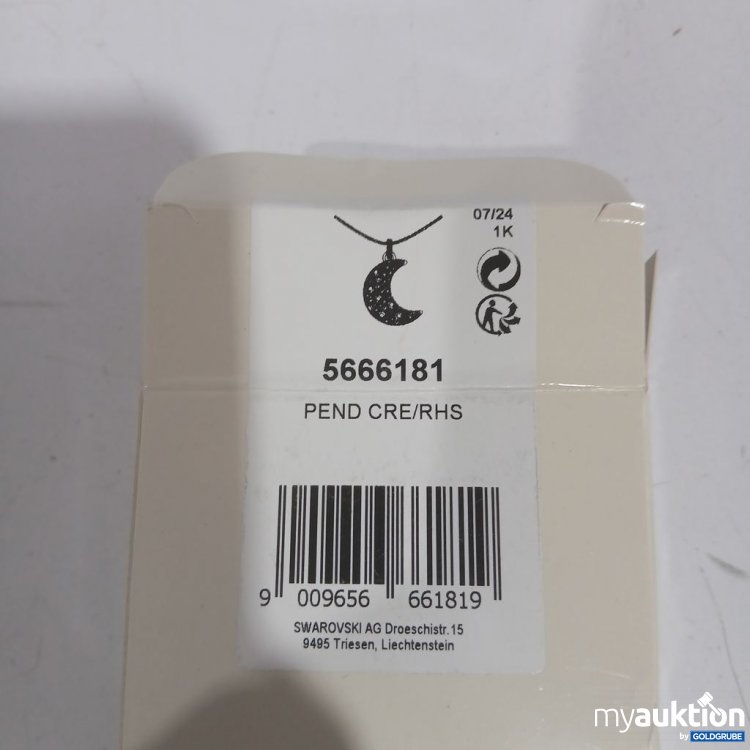 07/24
1K
5666181
PEND CRE/RHS
9 009656 661819
SWAROVSKI AG Droeschistr.15
9495 Triesen, Liechtenstein
myauktion
by GOLDGRUBE